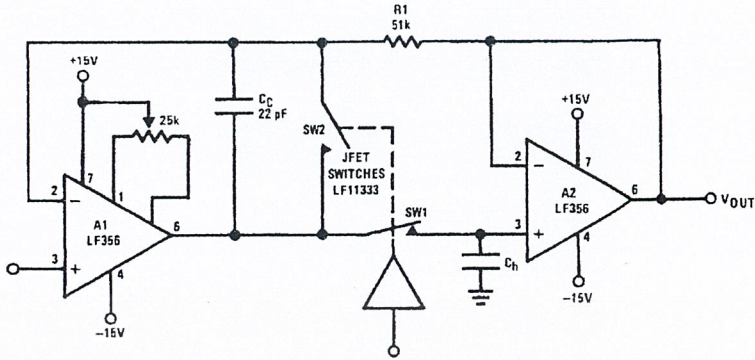 R1
51k
+15V
25k
CC
22 pF
SW2
JFET
SWITCHES
LF11333
+15V
7
1
2
−
A1
LF356
6
3
+
4
−15V
SW1
Ch
2
−
7
A2
LF356
6
3
+
4
−15V
VOUT